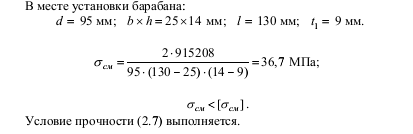 В месте установки барабана:
d = 95 мм; b × h = 25×14 мм; l = 130 мм; t₁ = 9 мм.
σсм = 2·915208 / 95·(130 − 25)·(14 − 9) = 36,7 МПа;
σсм < [σсм].
Условие прочности (2.7) выполняется.